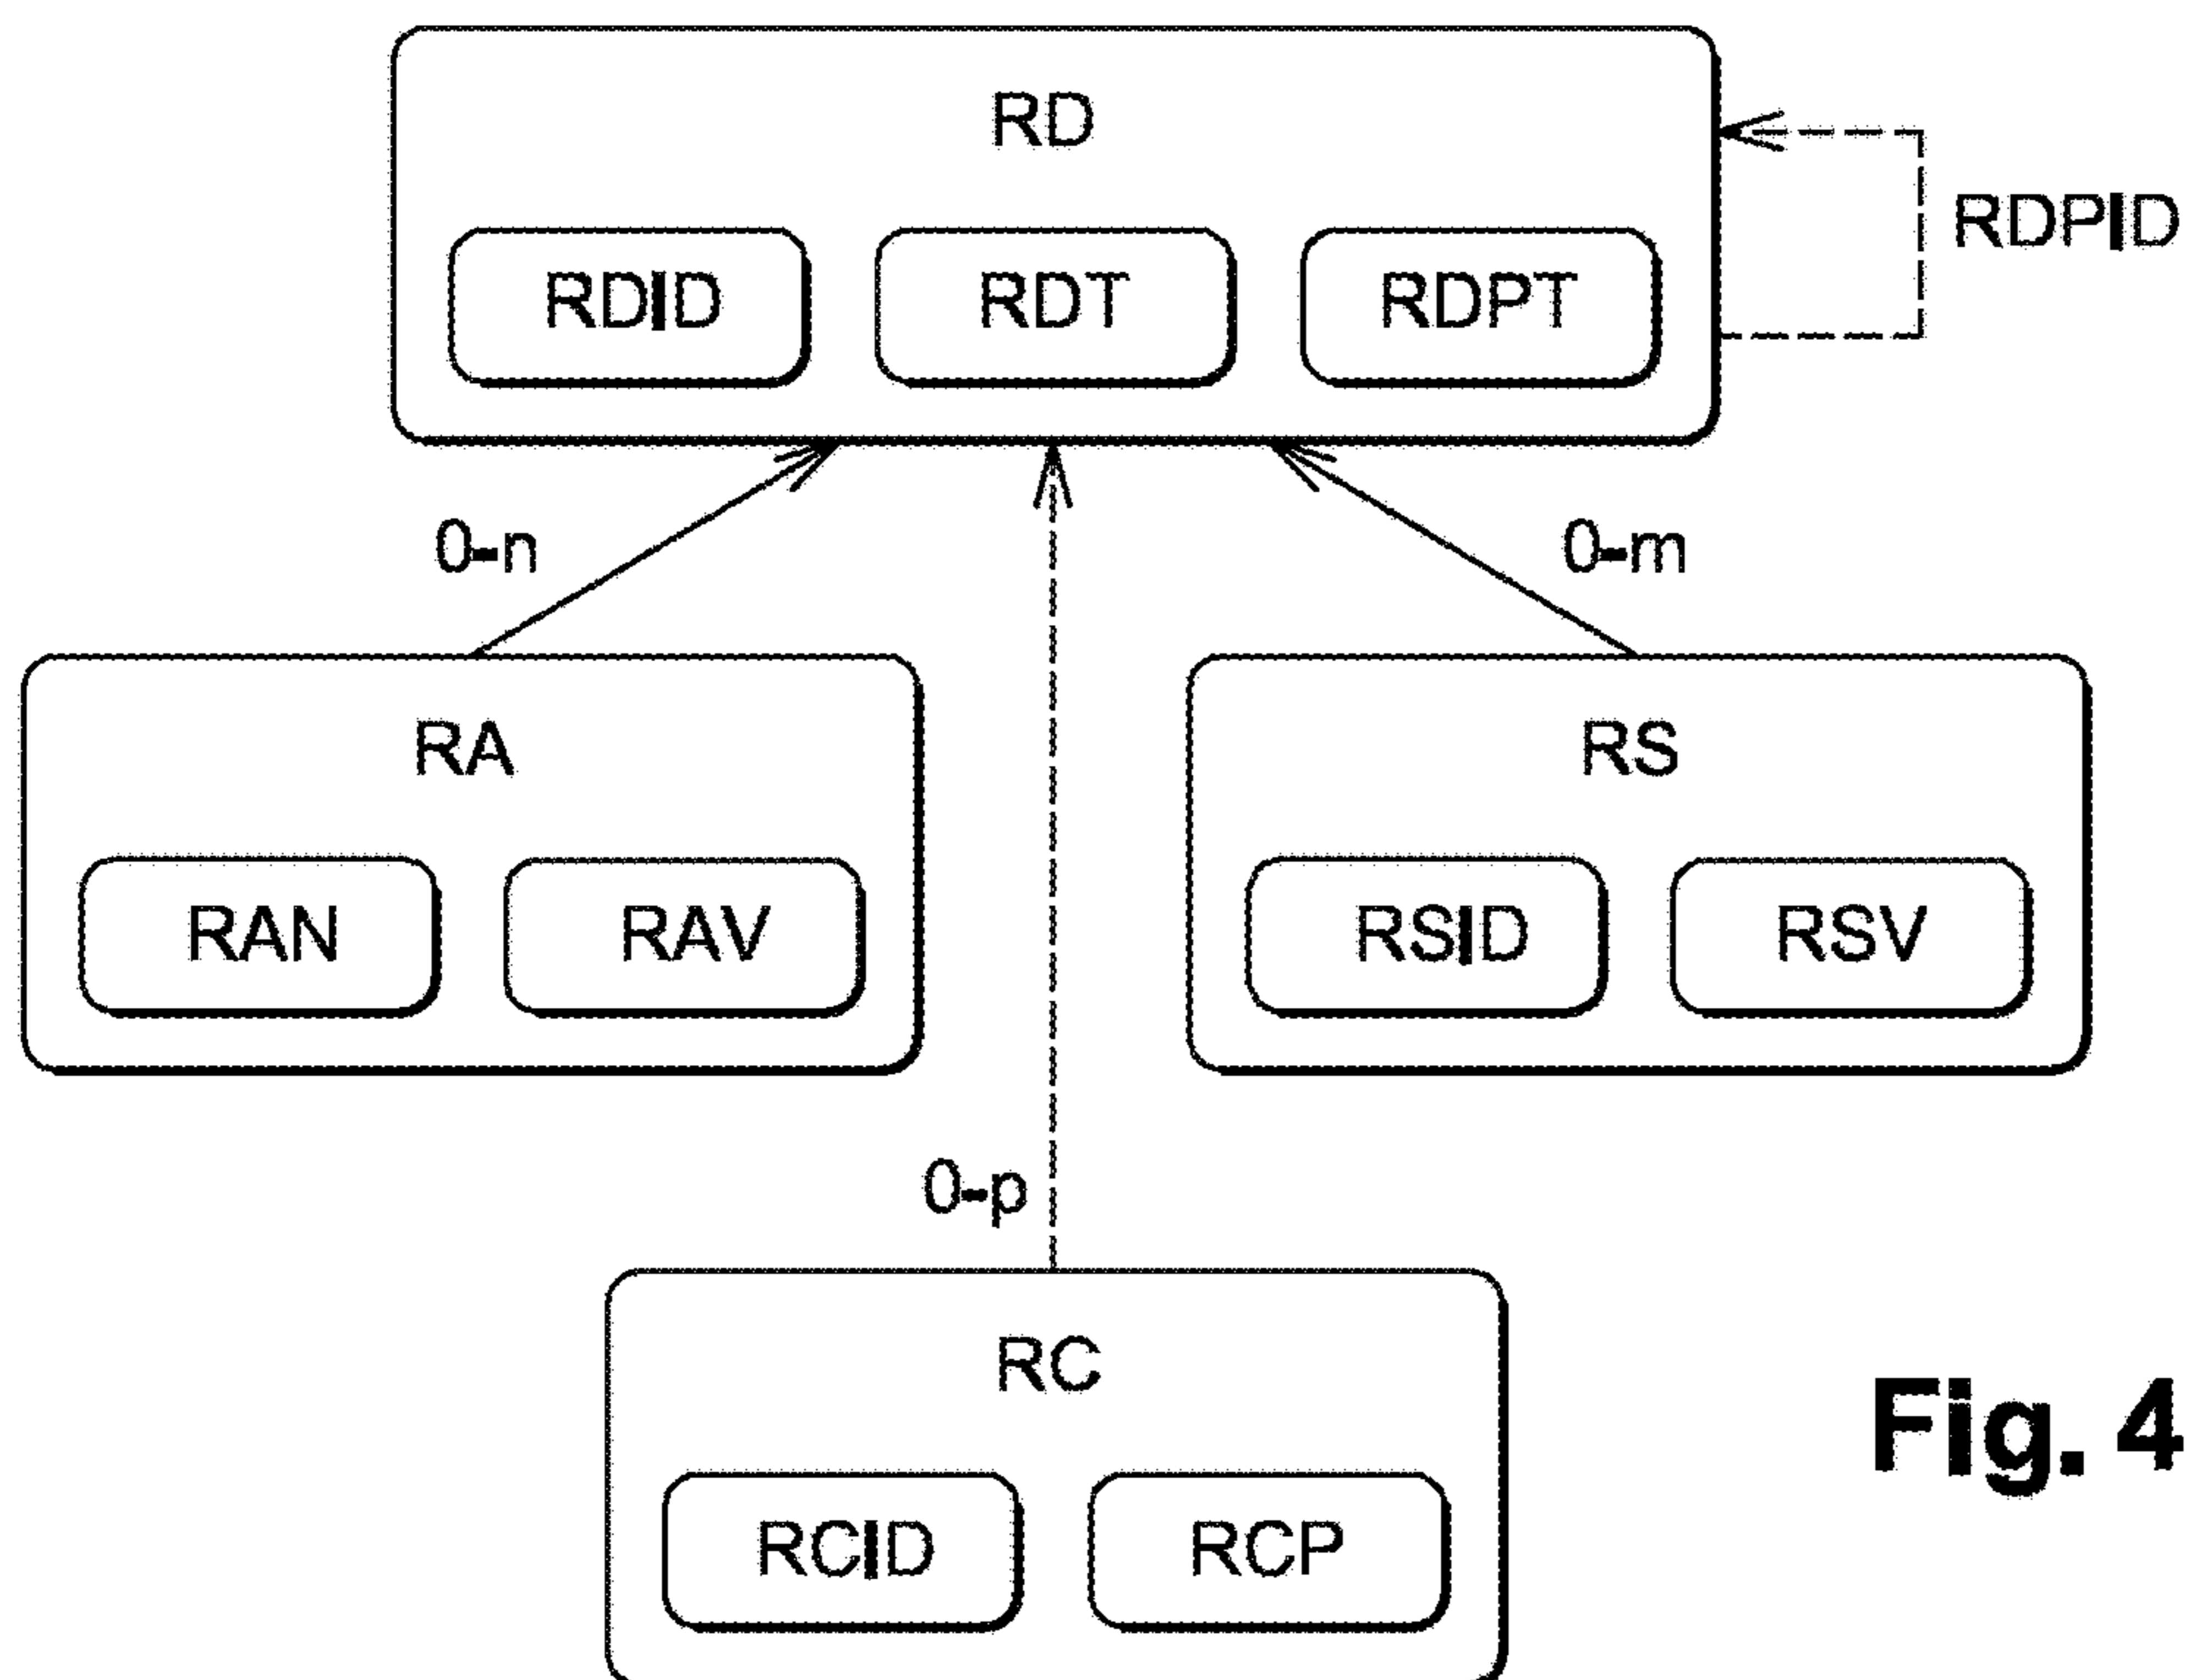 RD
RDPID
RDID RDT RDPT
0-n 0-m
RA RS
RAN RAV RSID RSV
0-p
RC
Fig. 4
RCID RCP